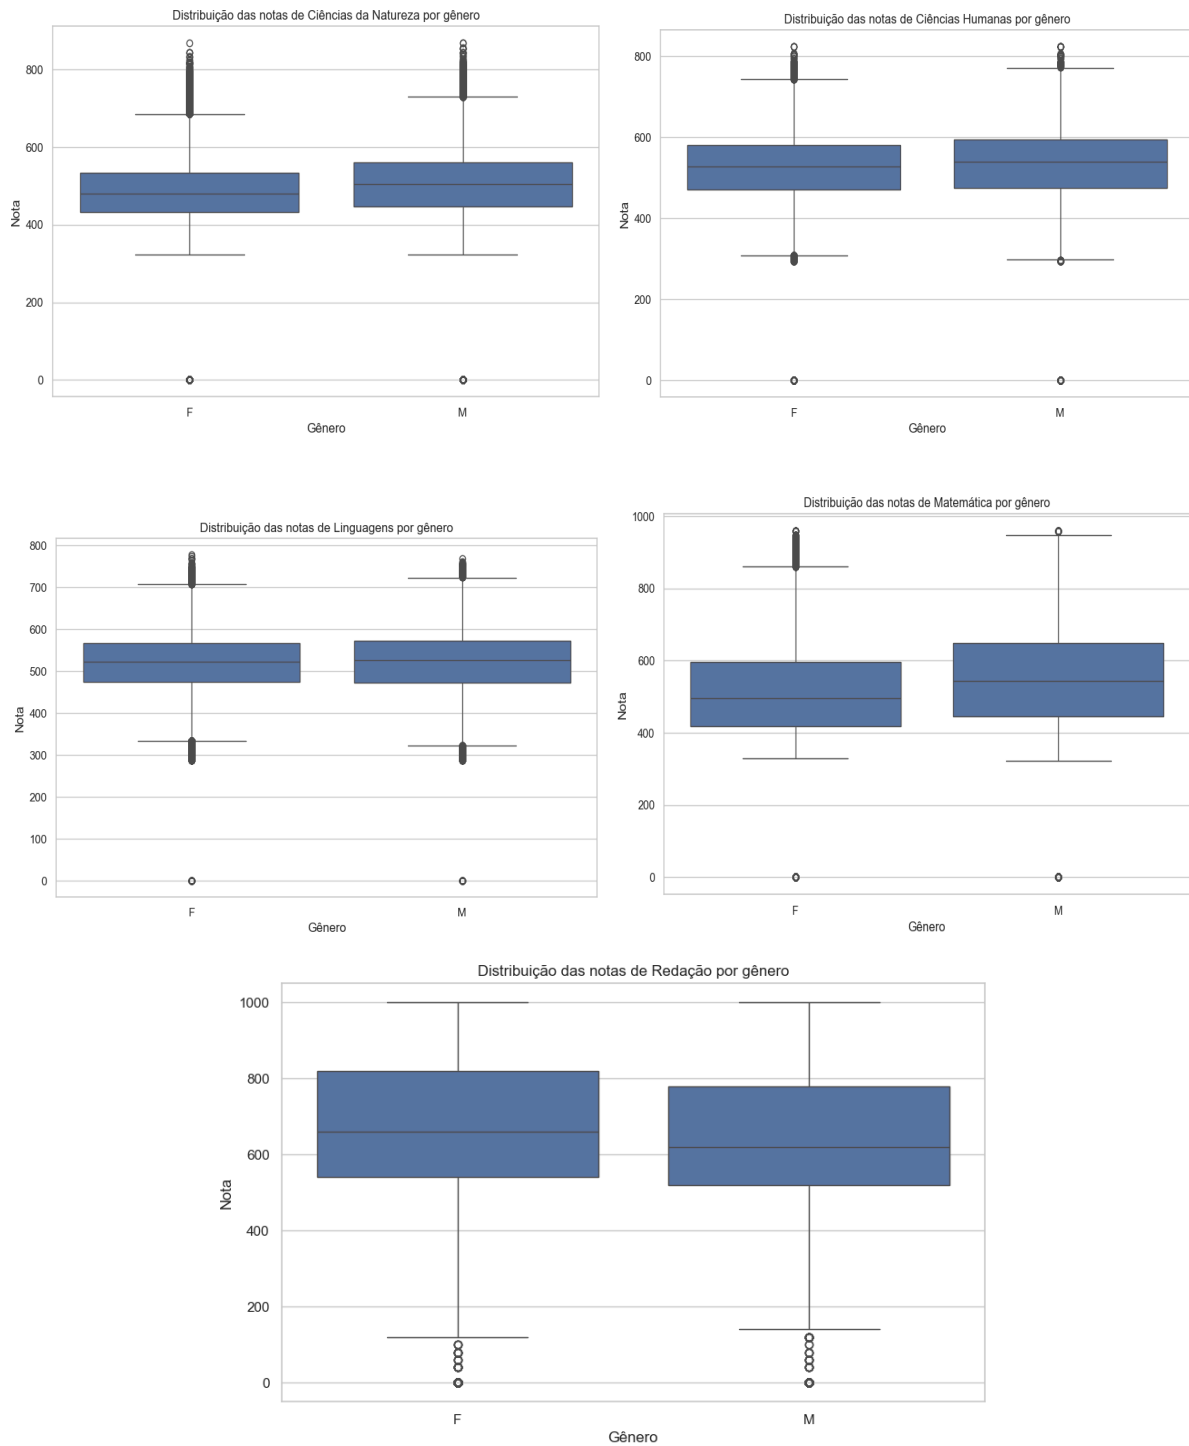 Distribuição das notas de Ciências da Natureza por gênero
800
600
400
200
0
Nota
F M
Gênero
Distribuição das notas de Ciências Humanas por gênero
800
600
400
200
0
Nota
F M
Gênero
Distribuição das notas de Linguagens por gênero
800
700
600
500
400
300
200
100
0
Nota
F M
Gênero
Distribuição das notas de Matemática por gênero
1000
800
600
400
200
0
Nota
F M
Gênero
Distribuição das notas de Redação por gênero
1000
800
600
400
200
0
Nota
F M
Gênero